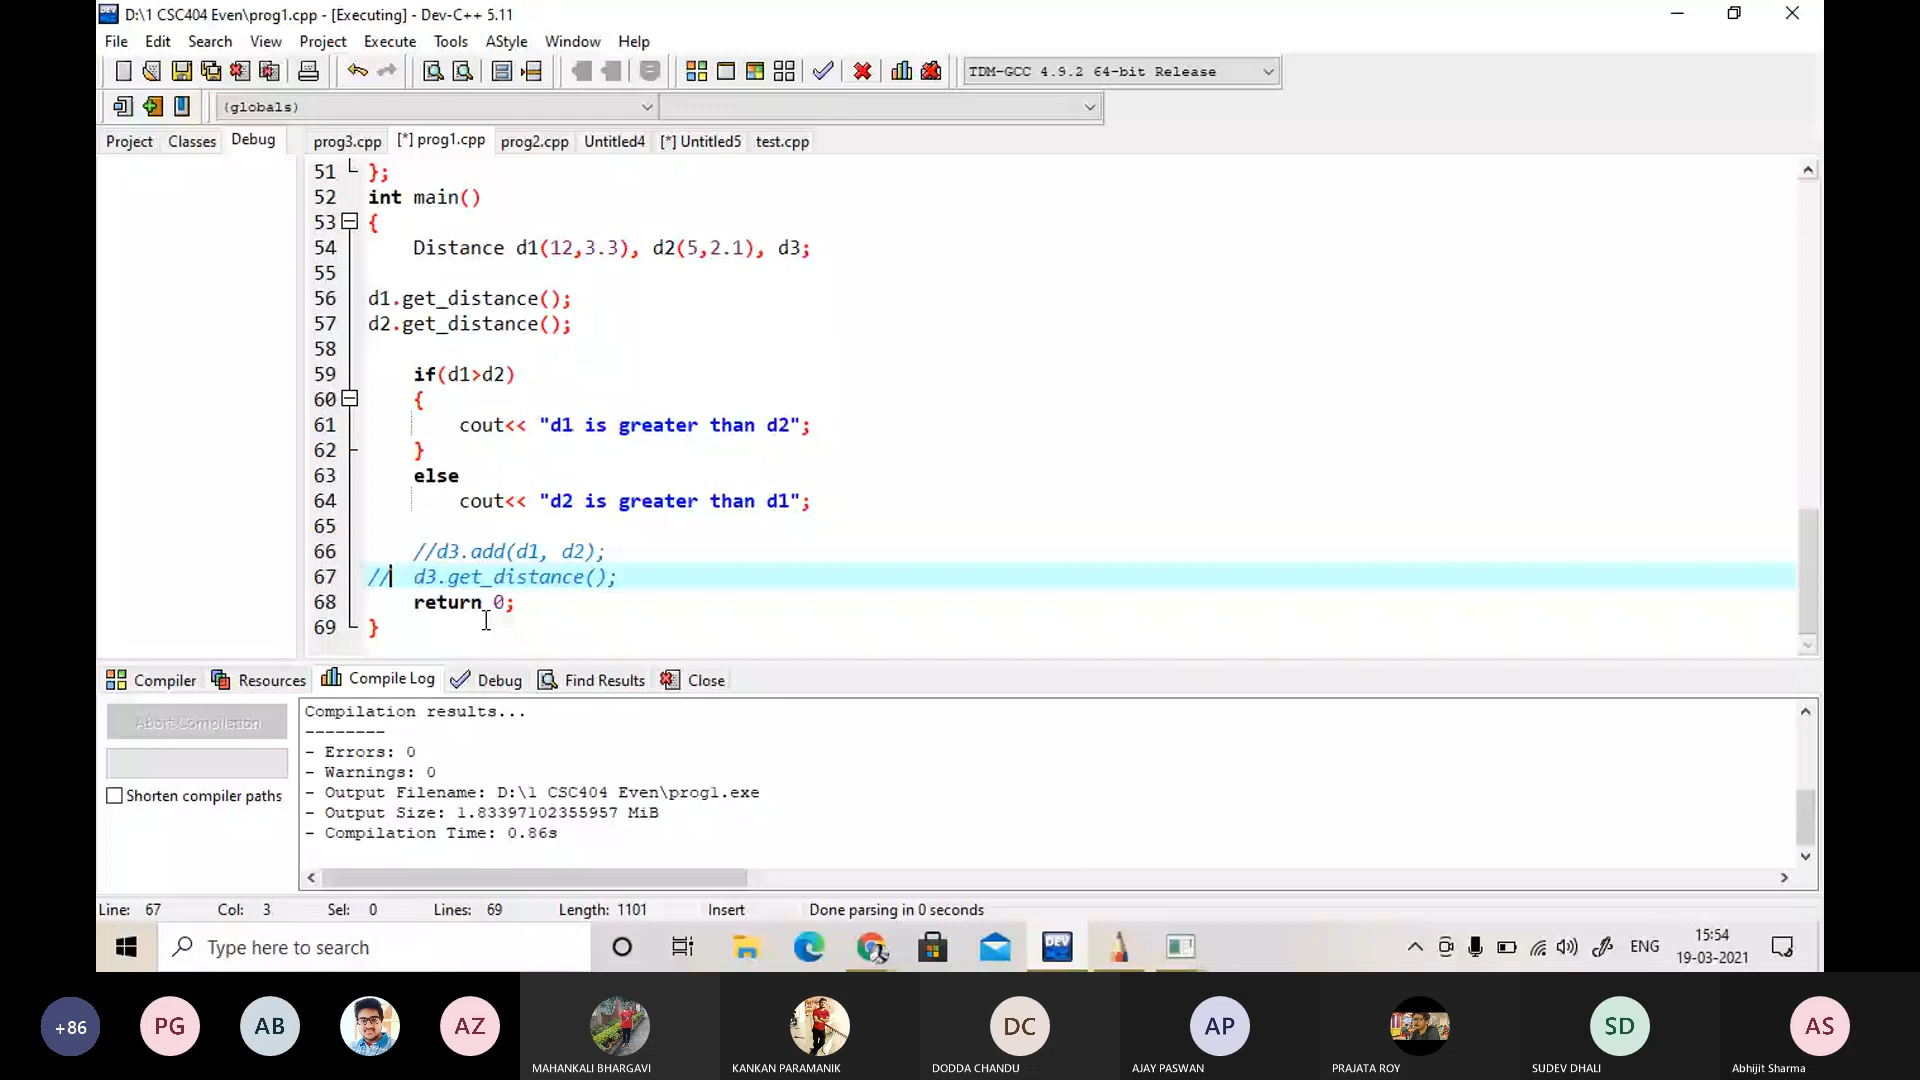 D:\1 CSC404 Even\prog1.cpp - [Executing] - Dev-C++ 5.11
File Edit Search View Project Execute Tools AStyle Window Help
TDM-GCC 4.9.2 64-bit Release
(globals)
Project Classes Debug prog3.cpp [*] prog1.cpp prog2.cpp Untitled4 [*] Untitled5 test.cpp
51 };
52 int main()
53 {
54 Distance d1(12,3.3), d2(5,2.1), d3;
55
56 d1.get_distance();
57 d2.get_distance();
58
59 if(d1>d2)
60 {
61 cout<< "d1 is greater than d2";
62 }
63 else
64 cout<< "d2 is greater than d1";
65
66 //d3.add(d1, d2);
67 // d3.get_distance();
68 return 0;
69 }
Compiler Resources Compile Log Debug Find Results Close
Abort Compilation
Shorten compiler paths
Compilation results...
--------
- Errors: 0
- Warnings: 0
- Output Filename: D:\1 CSC404 Even\prog1.exe
- Output Size: 1.83397102355957 MiB
- Compilation Time: 0.86s
Line: 67 Col: 3 Sel: 0 Lines: 69 Length: 1101 Insert Done parsing in 0 seconds
Type here to search
DEV
ENG
15:54
19-03-2021
+86 PG AB AZ DC AP SD AS
MAHANKALI BHARGAVI KANKAN PARAMANIK DODDA CHANDU AJAY PASWAN PRAJATA ROY SUDEV DHALI Abhijit Sharma